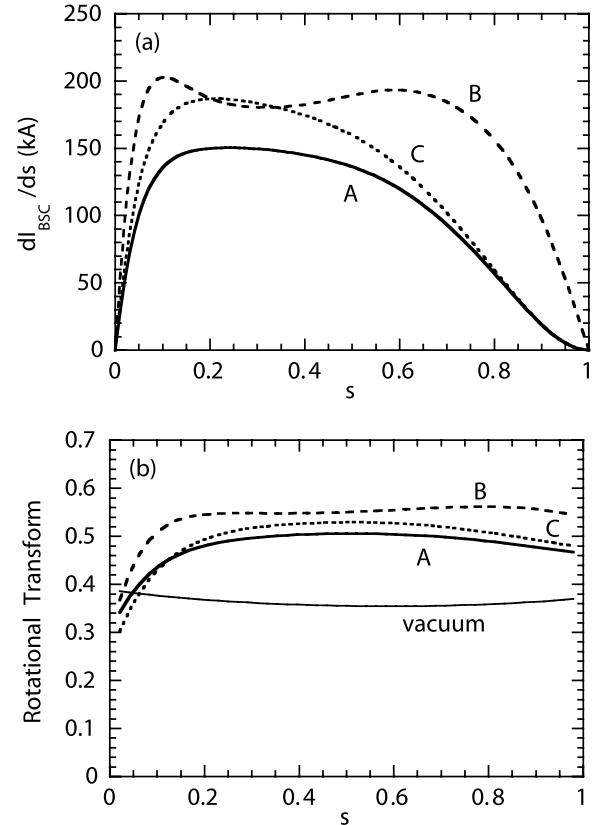 250
(a)
200
B
dI_BSC /ds (kA)
150
C
A
100
50
0
0 0.2 0.4 0.6 0.8 1
s
0.7
(b)
0.6
B
0.5
C
A
Rotational Transform
0.4
vacuum
0.3
0.2
0.1
0
0 0.2 0.4 0.6 0.8 1
s